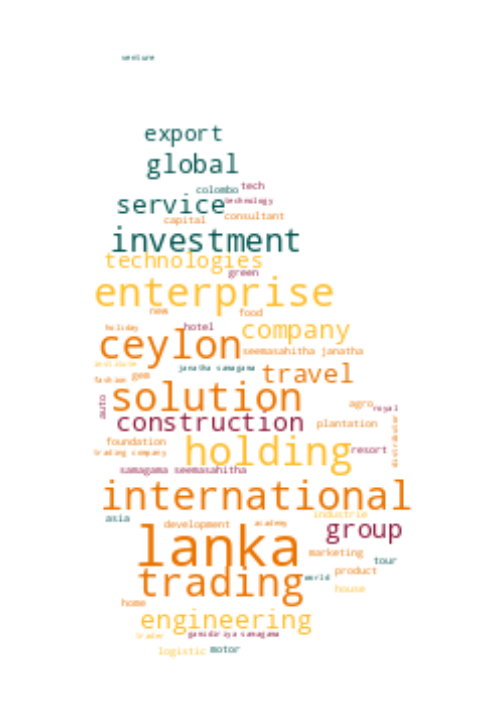 venture
export
global
colombo tech
service technology
capital consultant
investment
technologies
green
enterprise
new food
holiday hotel company
ceylon seemasahitha janatha
janatha samagama
fashion gem travel
solution
auto agro royal
construction plantation
distributor
foundation
trading company holding resort
samagama seemasahitha
international
asia industrie
development academy group
lanka marketing tour
product
trading world house
home
engineering
trader gamidiriya samagama
logistic motor